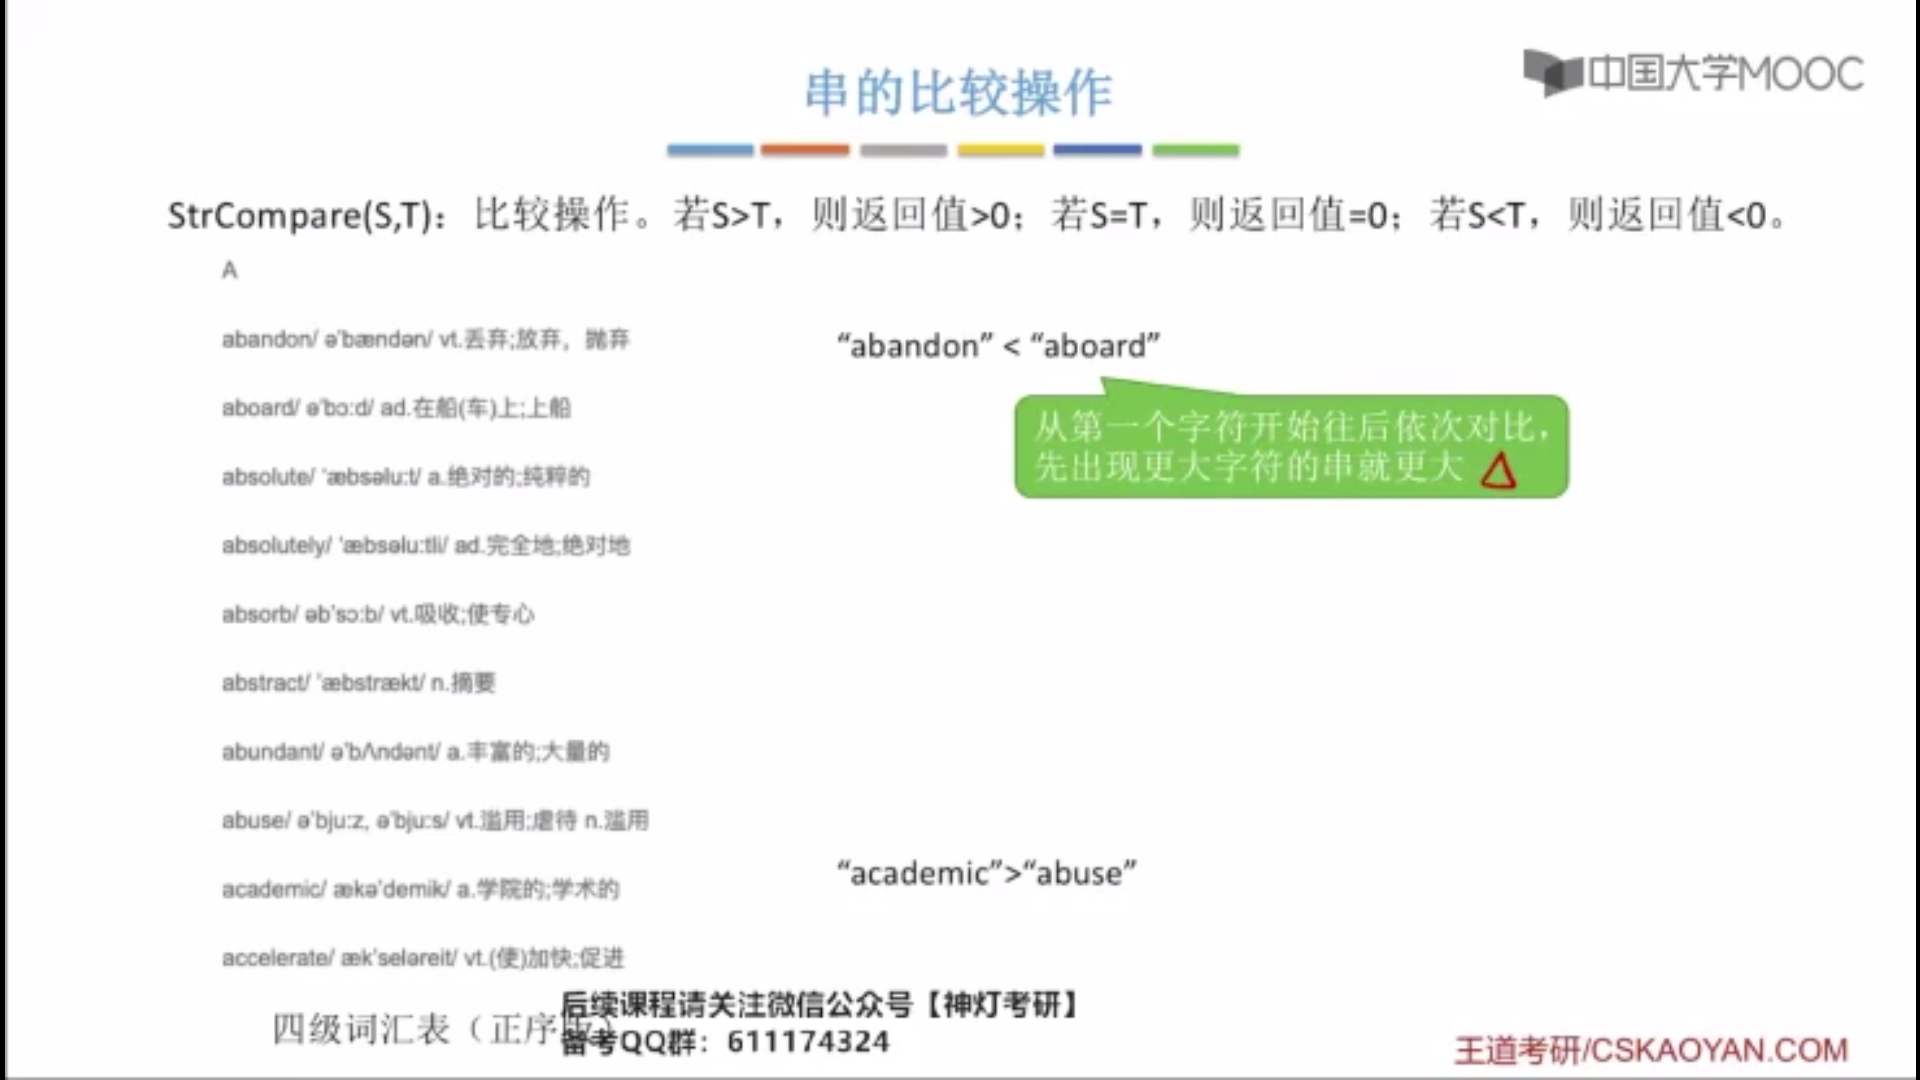 中国大学MOOC
串的比较操作
StrCompare(S,T)：比较操作。若S>T，则返回值>0；若S=T，则返回值=0；若S<T，则返回值<0。
A
abandon/ ə'bændən/ vt.丢弃;放弃，抛弃
“abandon” < “aboard”
aboard/ ə'bɔ:d/ ad.在船(车)上;上船
从第一个字符开始往后依次对比，
先出现更大字符的串就更大
absolute/ 'æbsəlu:t/ a.绝对的;纯粹的
absolutely/ 'æbsəlu:tli/ ad.完全地;绝对地
absorb/ əb'sɔ:b/ vt.吸收;使专心
abstract/ 'æbstrækt/ n.摘要
abundant/ ə'bΛndənt/ a.丰富的;大量的
abuse/ ə'bju:z, ə'bju:s/ vt.滥用;虐待 n.滥用
“academic”>“abuse”
academic/ ækə'demik/ a.学院的;学术的
accelerate/ æk'seləreit/ vt.(使)加快;促进
四级词汇表（正序
后续课程请关注微信公众号【神灯考研】
备考QQ群：611174324
王道考研/CSKAOYAN.COM